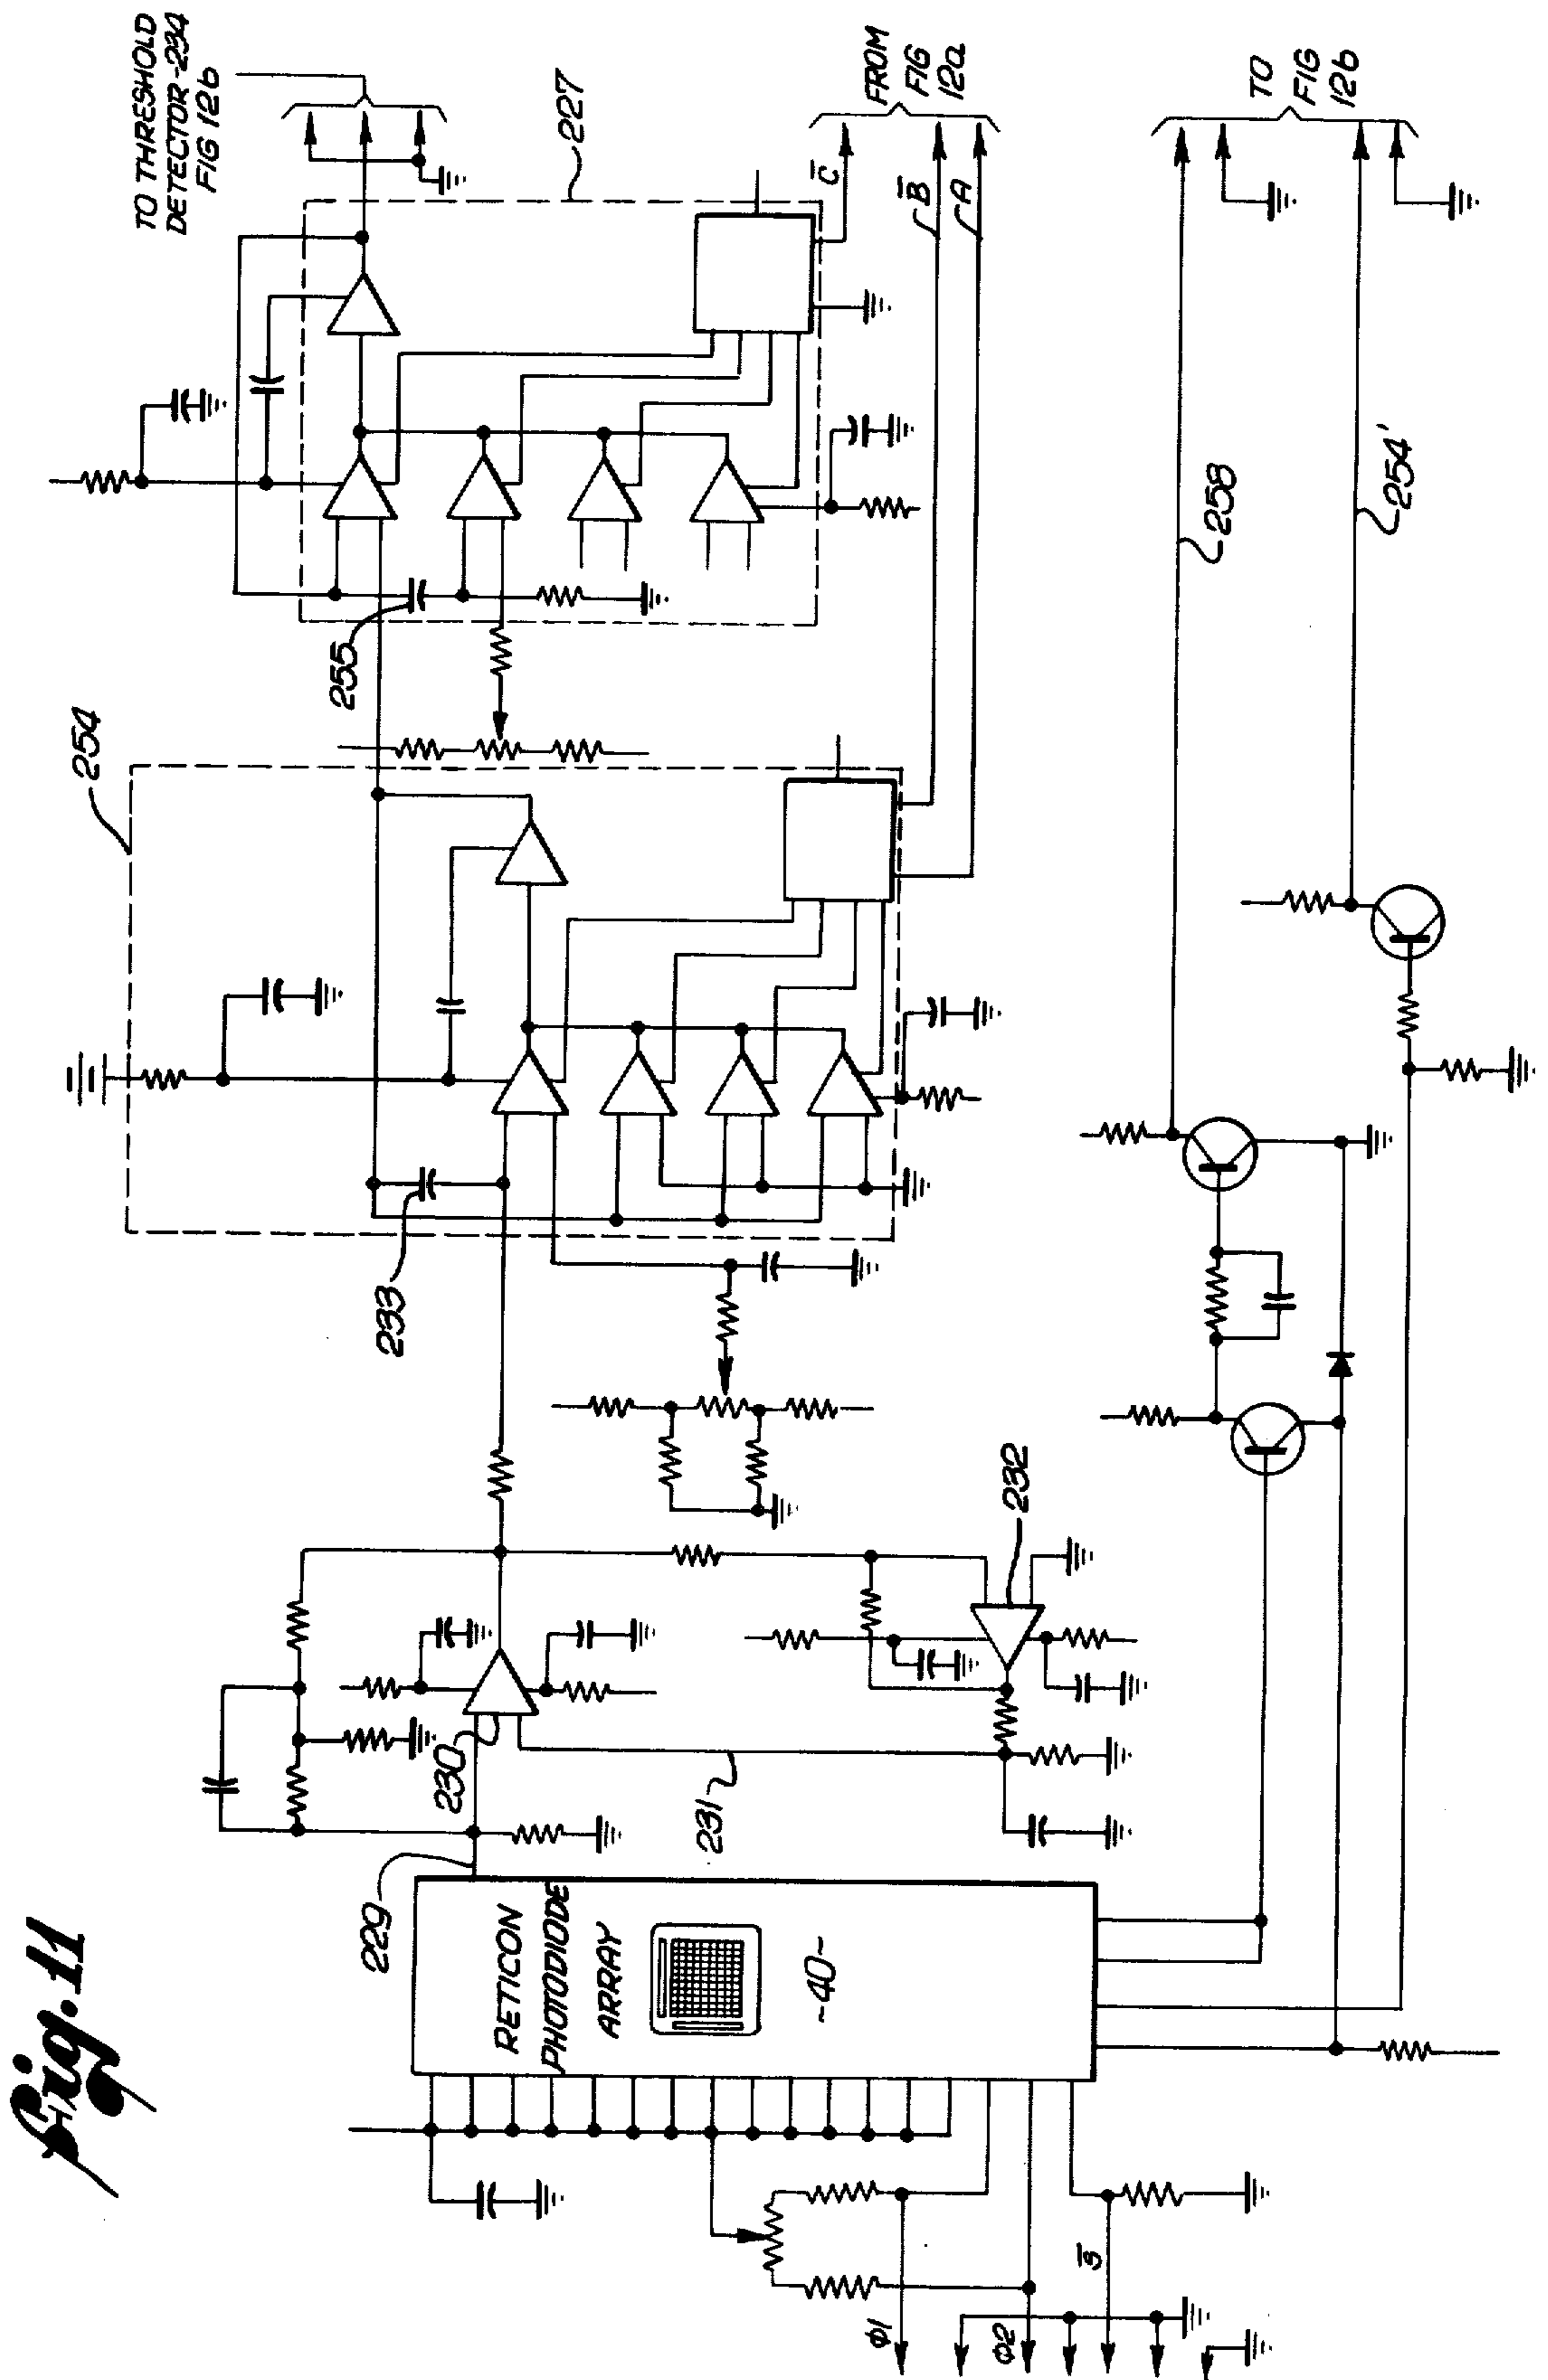 Fig. 11
TO THRESHOLD
DETECTOR-234
FIG 12b
227
FROM
FIG
12a
C̅
B̅
A
254
255
233
TO
FIG
12b
258
254'
229
230
231
232
RETICON
PHOTODIODE
ARRAY
~40~
φ1
φ2
S̅